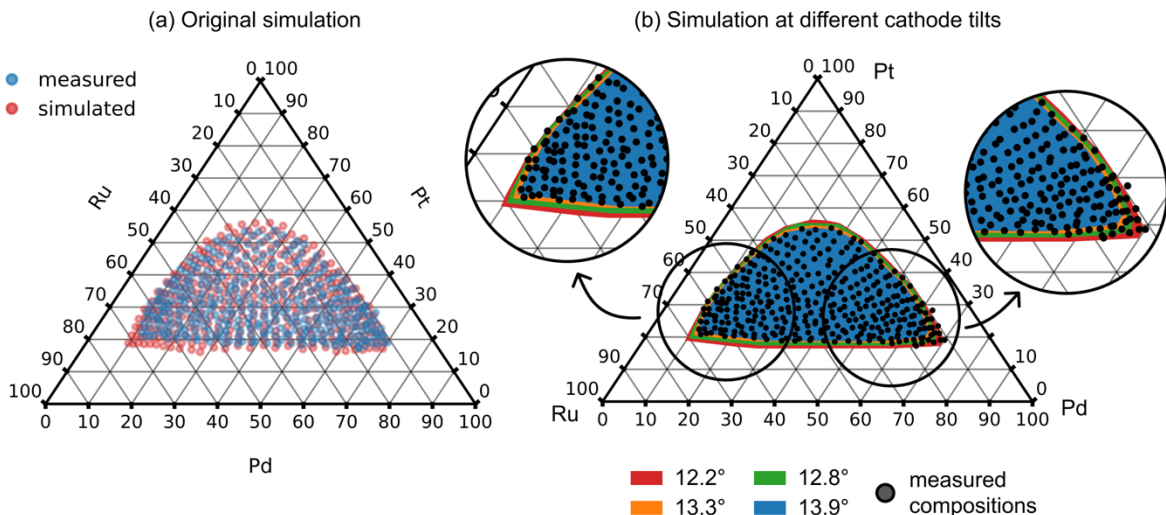 (a) Original simulation
(b) Simulation at different cathode tilts
measured
simulated
0 100
10 90
20 80
30 70
40 60
50 50
60 40
70 30
80 20
90 10
100 0
Ru
Pt
0 10 20 30 40 50 60 70 80 90 100
Pd
0 100
Pt
10 90
20 80
30 70
40 60
50 50
60 40
70 30
80 20
90 10
100 0
Ru
Pd
0 10 20 30 40 50 60 70 80 90 100
12.2° 12.8° measured
13.3° 13.9° compositions